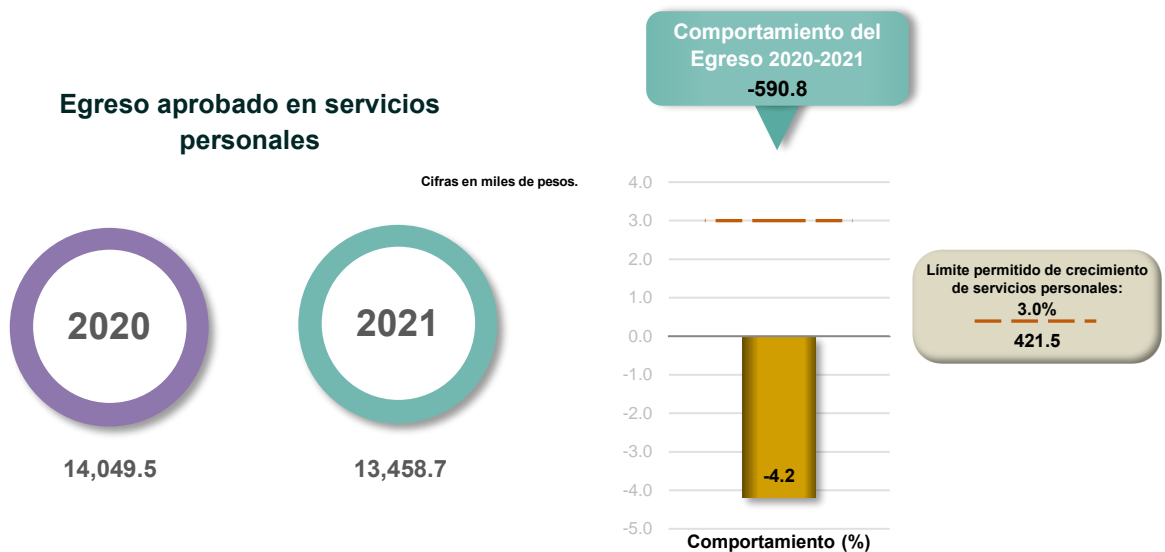 Egreso aprobado en servicios
personales
Cifras en miles de pesos.
2020
2021
14,049.5
13,458.7
Comportamiento del
Egreso 2020-2021
-590.8
4.0
3.0
2.0
1.0
0.0
-1.0
-2.0
-3.0
-4.0
-5.0
-4.2
Comportamiento (%)
Límite permitido de crecimiento
de servicios personales:
3.0%
421.5